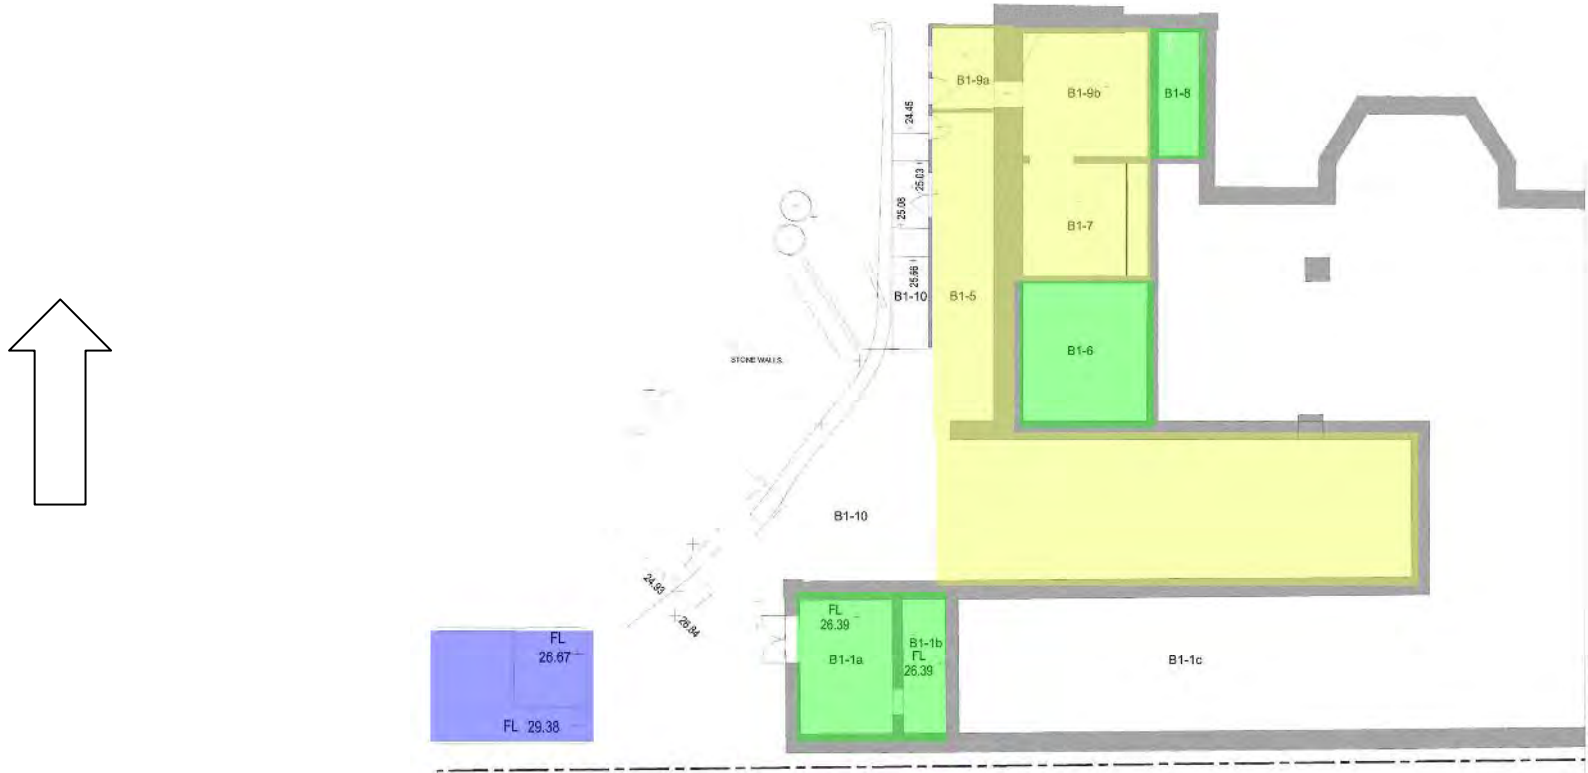 B1-9a
B1-9b
B1-8
24.45
25.03
25.08
B1-7
25.66
B1-10
B1-5
B1-6
STONE WALLS.
B1-10
24.93
26.84
FL
26.39
B1-1a
B1-1b
FL
26.39
B1-1c
FL
26.67
FL 29.38